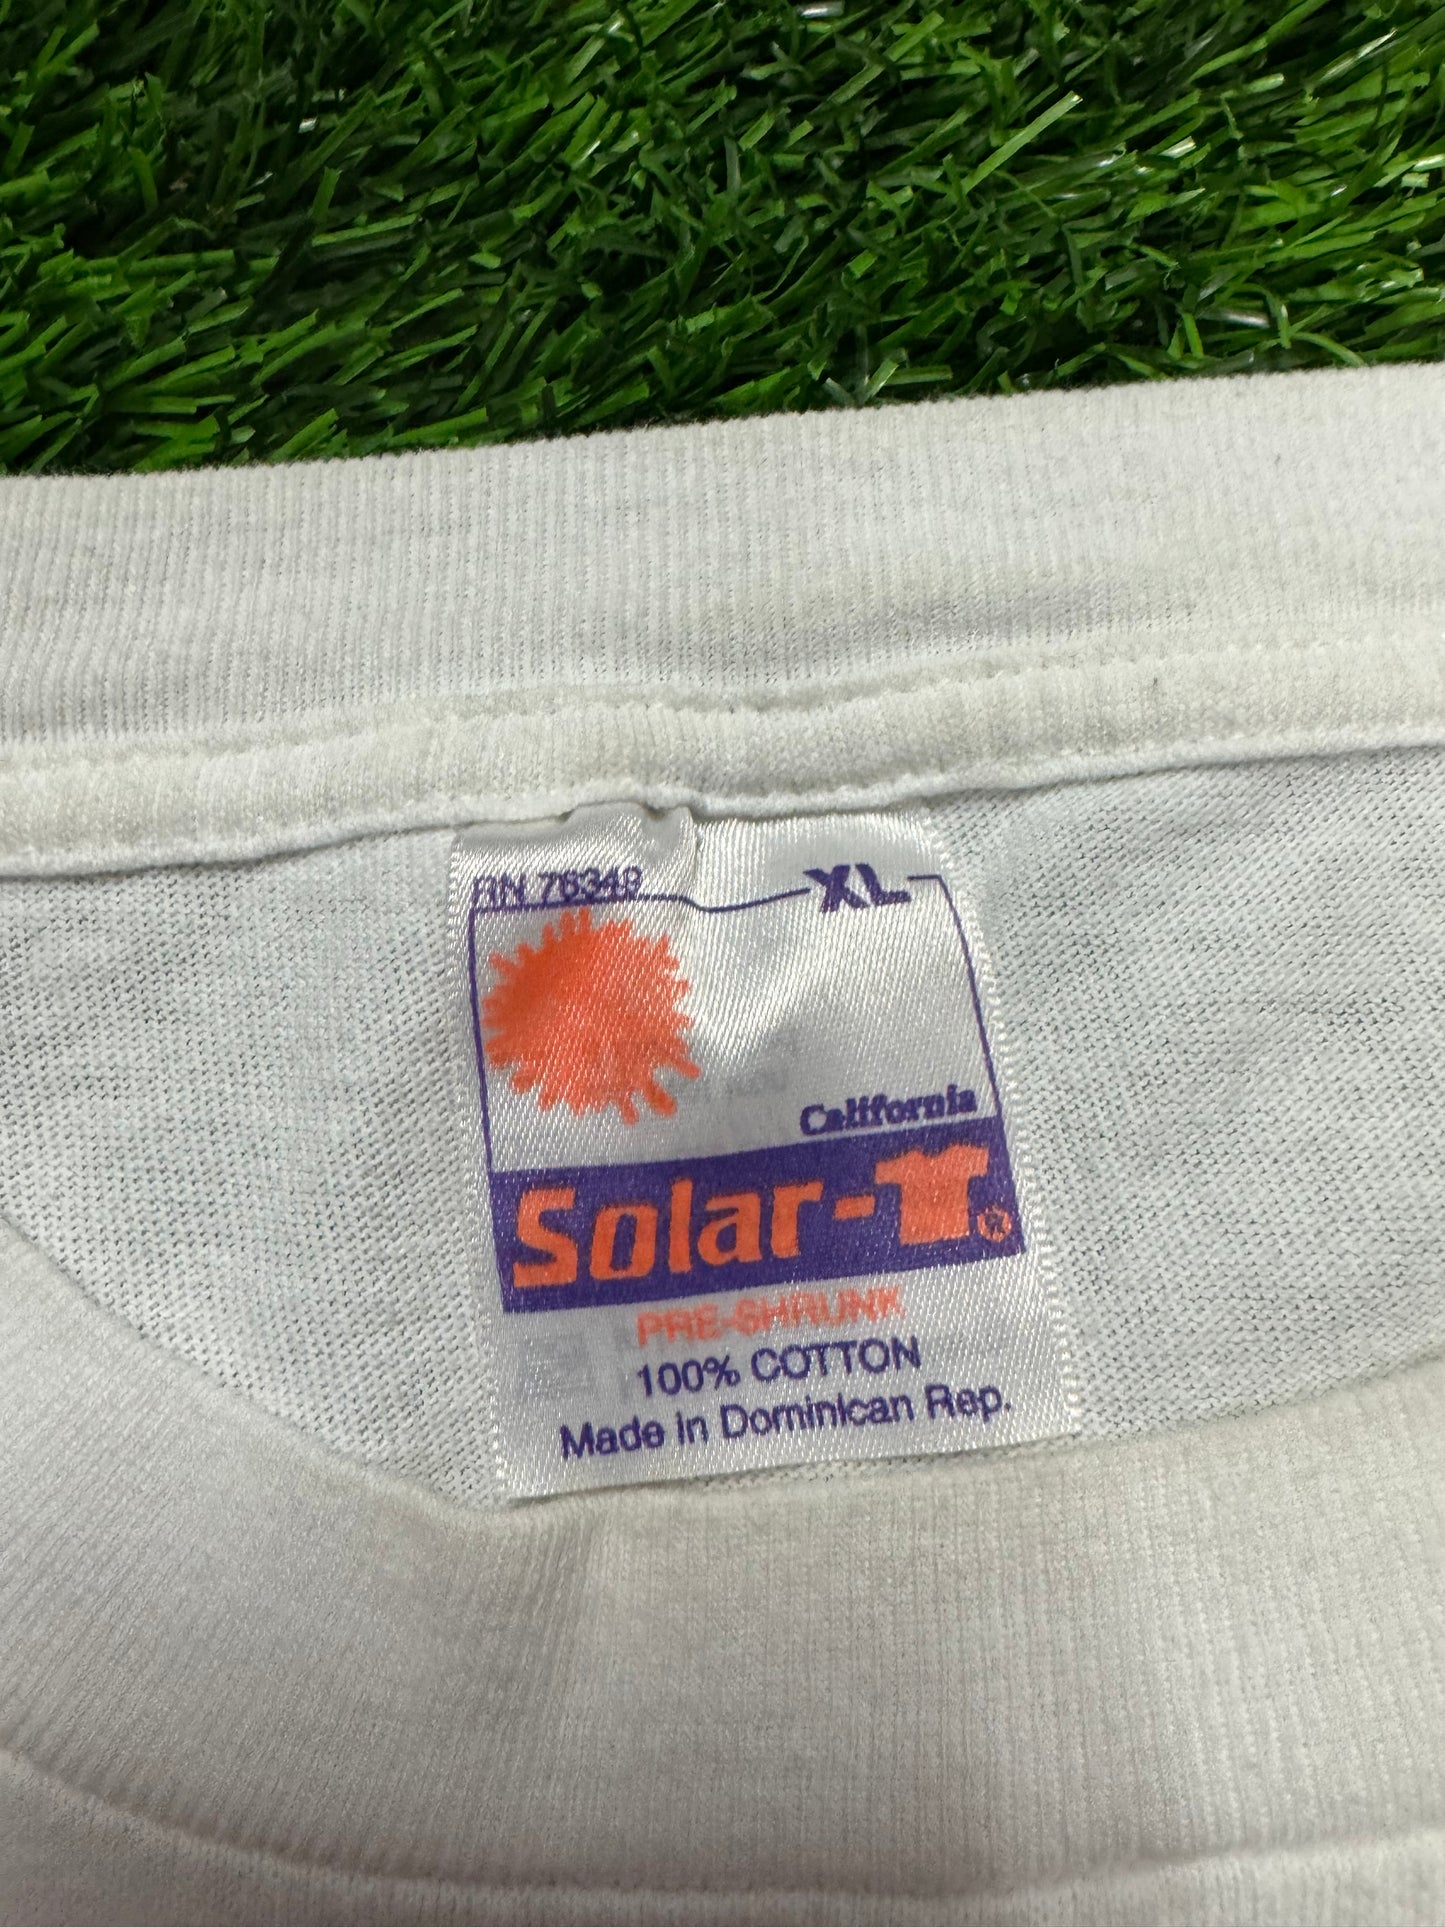 RN 76349 XL
California
Solar-T®
PRE-SHRUNK
100% COTTON
Made in Dominican Rep.